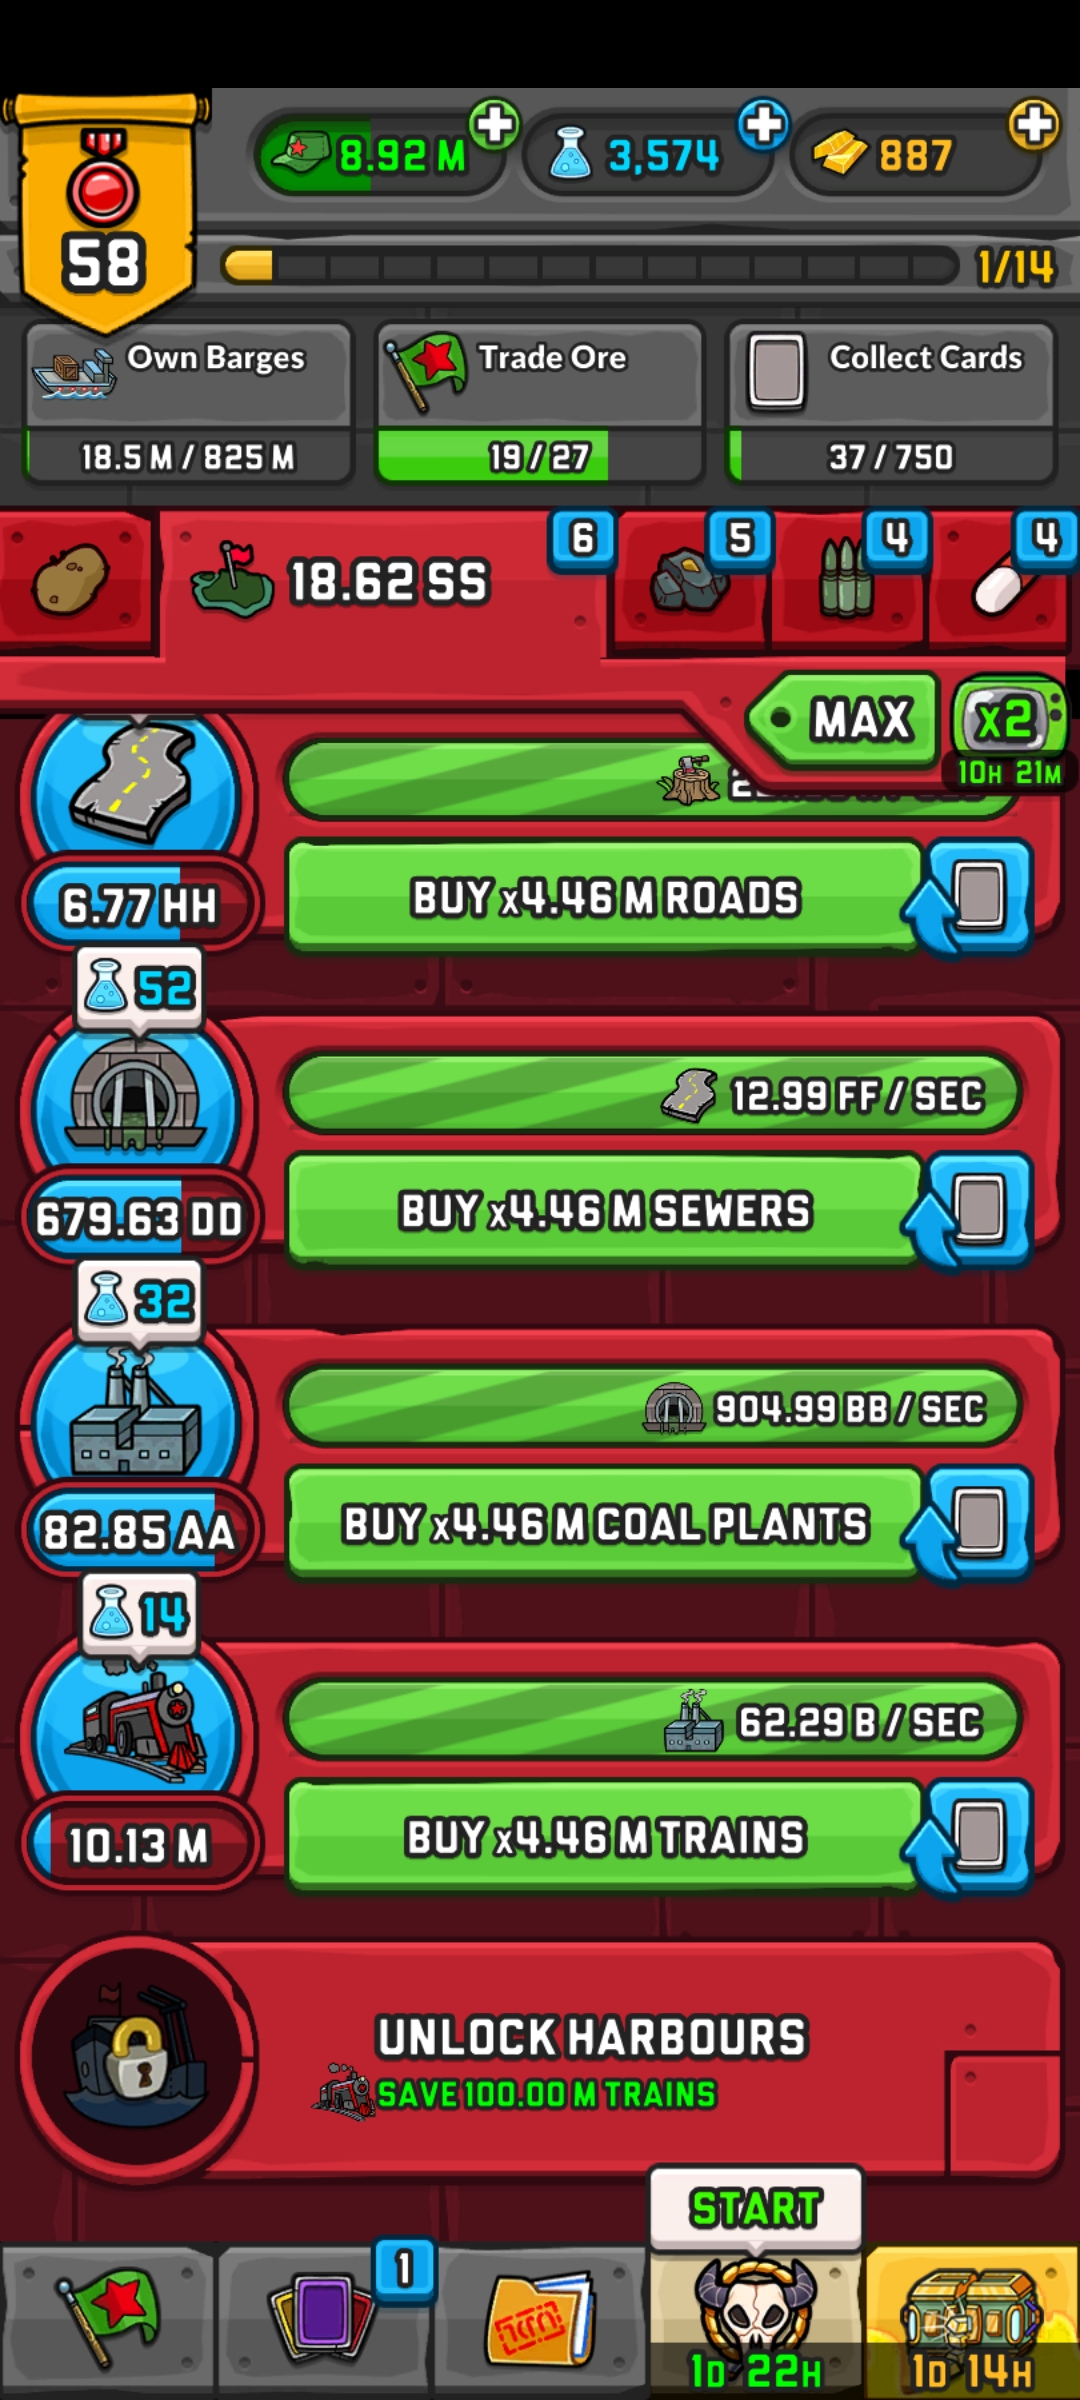 8.92 M
3,574
887
58
1/14
Own Barges
18.5 M / 825 M
Trade Ore
19 / 27
Collect Cards
37 / 750
18.62 SS
6
5
4
4
MAX
x2
10H 21M
6.77 HH
BUY x4.46 M ROADS
52
12.99 FF / SEC
679.63 DD
BUY x4.46 M SEWERS
32
904.99 BB / SEC
82.85 AA
BUY x4.46 M COAL PLANTS
14
62.29 B / SEC
10.13 M
BUY x4.46 M TRAINS
UNLOCK HARBOURS
SAVE 100.00 M TRAINS
START
1
1D 22H
1D 14H